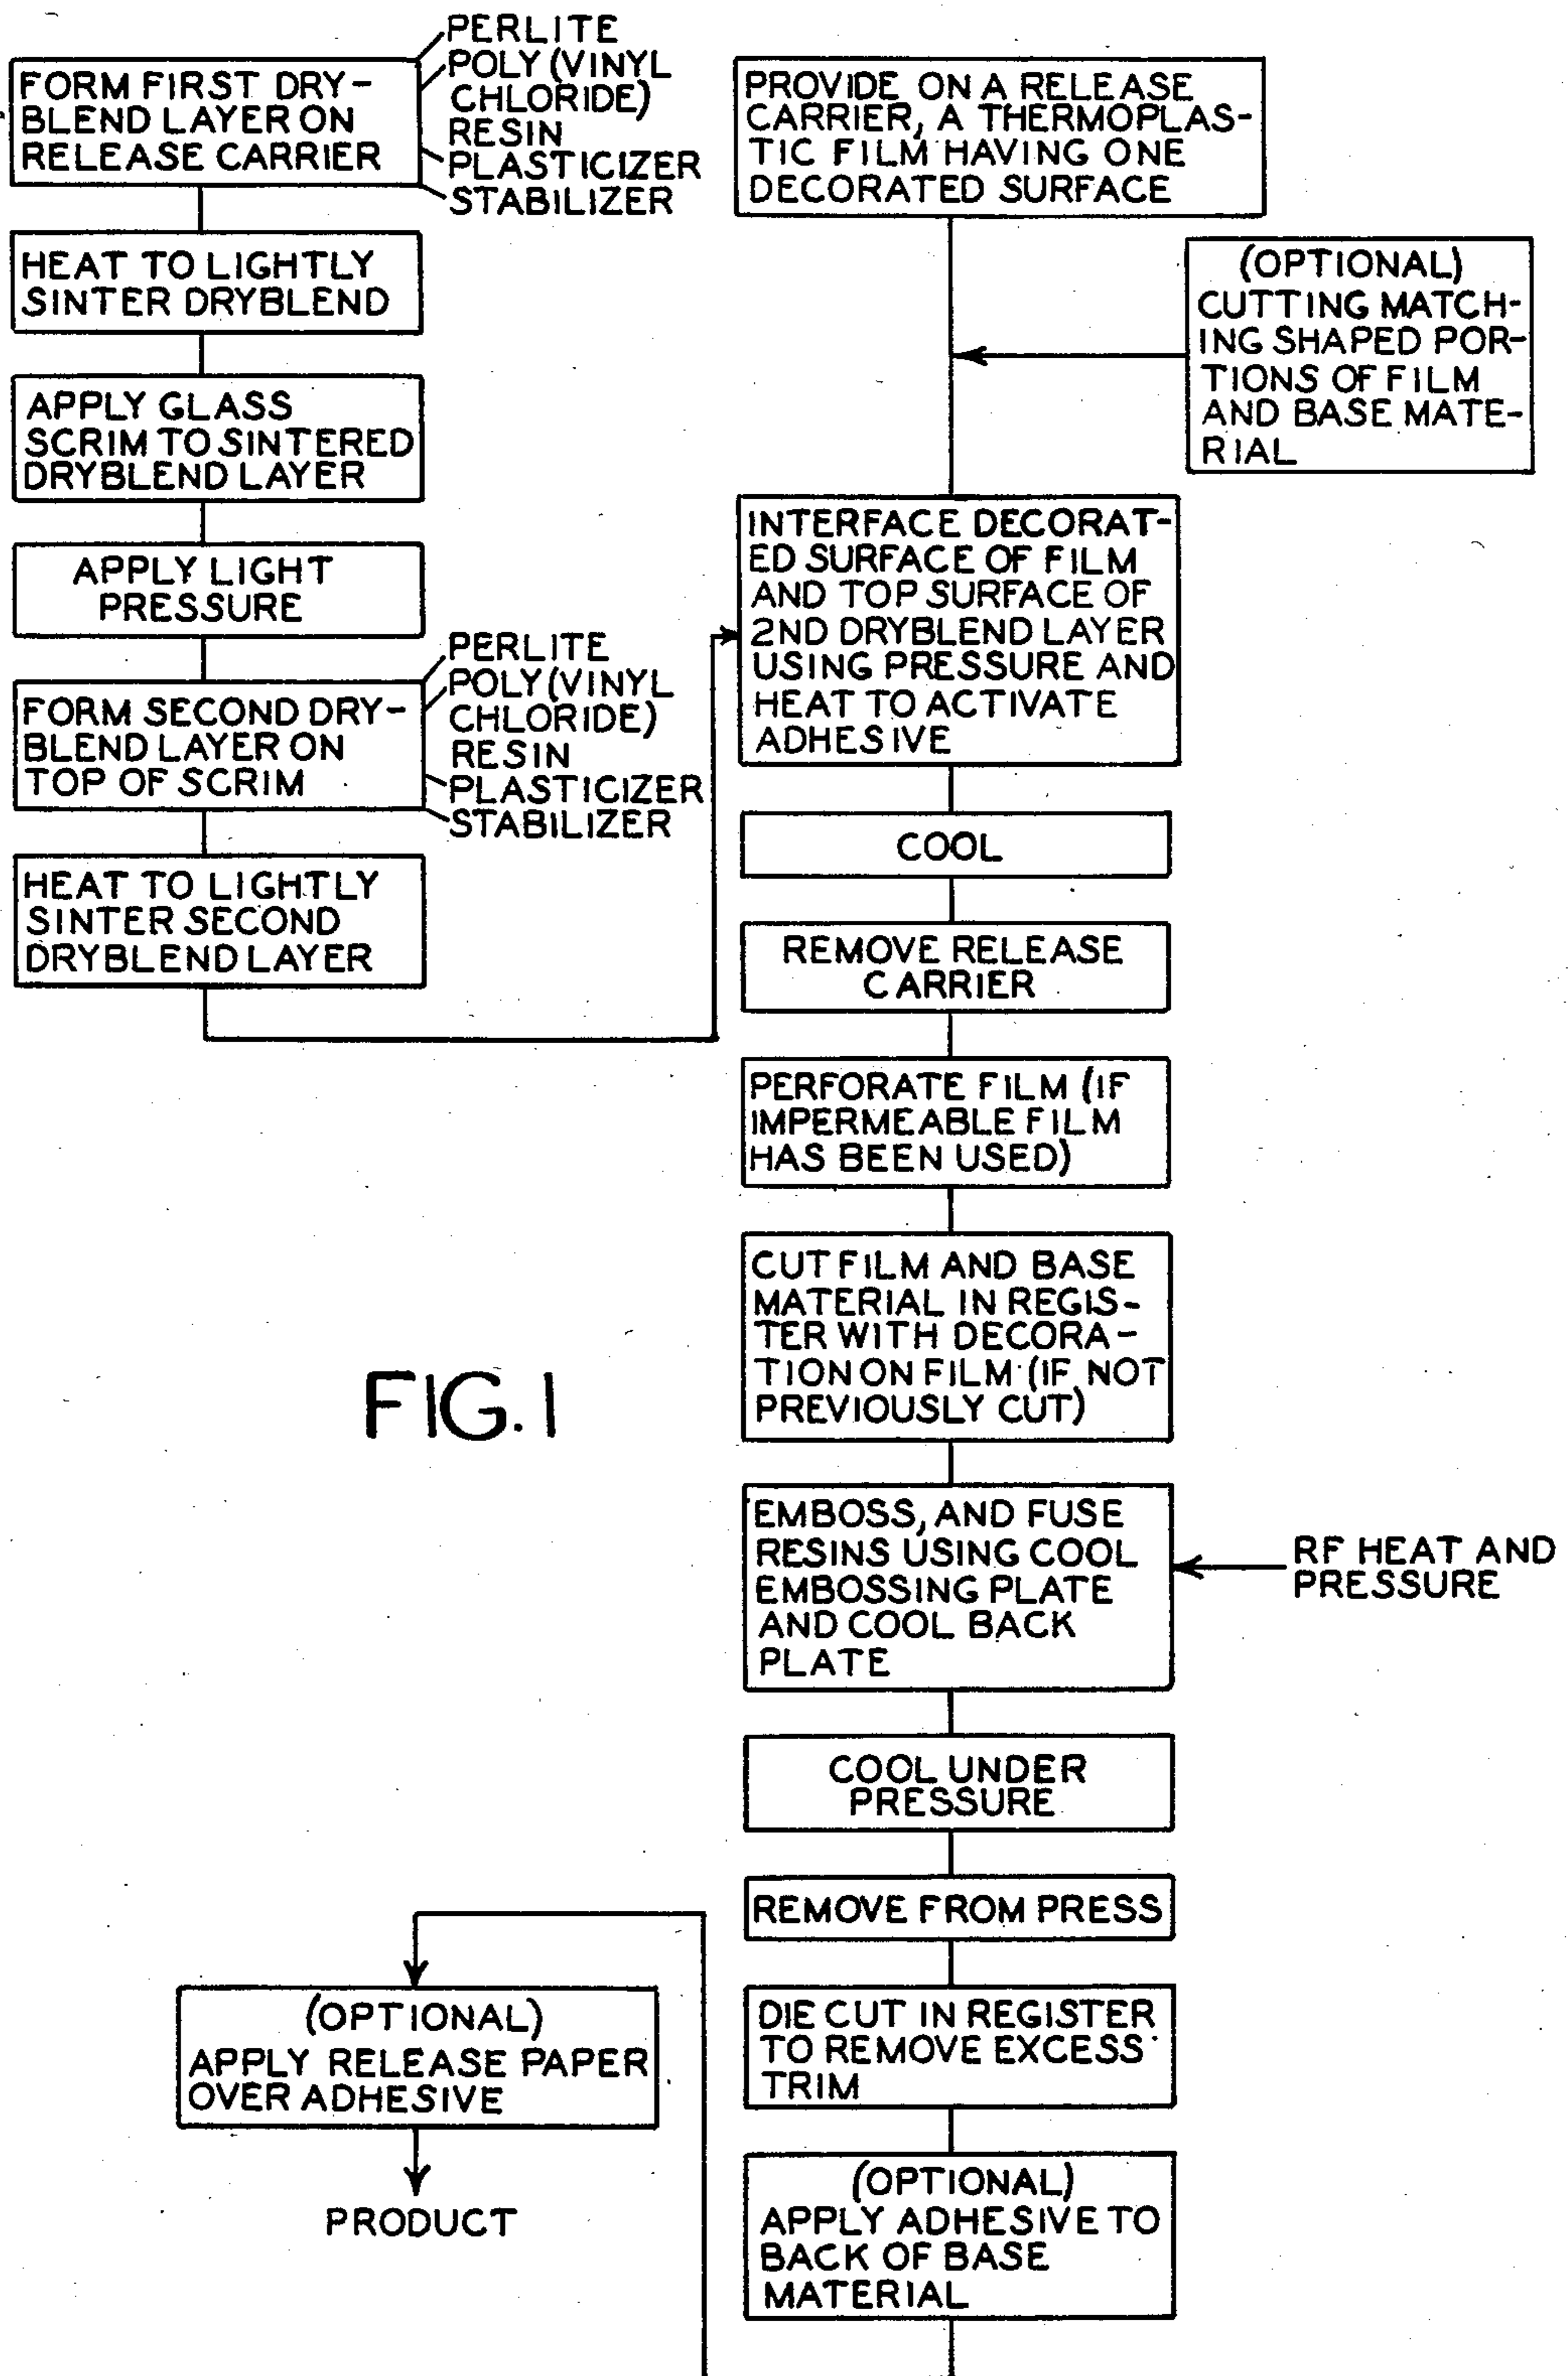 FORM FIRST DRY-
BLEND LAYER ON
RELEASE CARRIER
PERLITE
POLY (VINYL
CHLORIDE)
RESIN
PLASTICIZER
STABILIZER
HEAT TO LIGHTLY
SINTER DRYBLEND
APPLY GLASS
SCRIM TO SINTERED
DRYBLEND LAYER
APPLY LIGHT
PRESSURE
FORM SECOND DRY-
BLEND LAYER ON
TOP OF SCRIM
PERLITE
POLY (VINYL
CHLORIDE)
RESIN
PLASTICIZER
STABILIZER
HEAT TO LIGHTLY
SINTER SECOND
DRYBLEND LAYER
PROVIDE ON A RELEASE
CARRIER, A THERMOPLAS-
TIC FILM HAVING ONE
DECORATED SURFACE
(OPTIONAL)
CUTTING MATCH-
ING SHAPED POR-
TIONS OF FILM
AND BASE MATE-
RIAL
INTERFACE DECORAT-
ED SURFACE OF FILM
AND TOP SURFACE OF
2ND DRYBLEND LAYER
USING PRESSURE AND
HEAT TO ACTIVATE
ADHESIVE
COOL
REMOVE RELEASE
CARRIER
PERFORATE FILM (IF
IMPERMEABLE FILM
HAS BEEN USED)
CUT FILM AND BASE
MATERIAL IN REGIS-
TER WITH DECORA-
TION ON FILM (IF NOT
PREVIOUSLY CUT)
FIG. 1
EMBOSS, AND FUSE
RESINS USING COOL
EMBOSSING PLATE
AND COOL BACK
PLATE
RF HEAT AND
PRESSURE
COOL UNDER
PRESSURE
REMOVE FROM PRESS
DIE CUT IN REGISTER
TO REMOVE EXCESS
TRIM
(OPTIONAL)
APPLY ADHESIVE TO
BACK OF BASE
MATERIAL
(OPTIONAL)
APPLY RELEASE PAPER
OVER ADHESIVE
PRODUCT